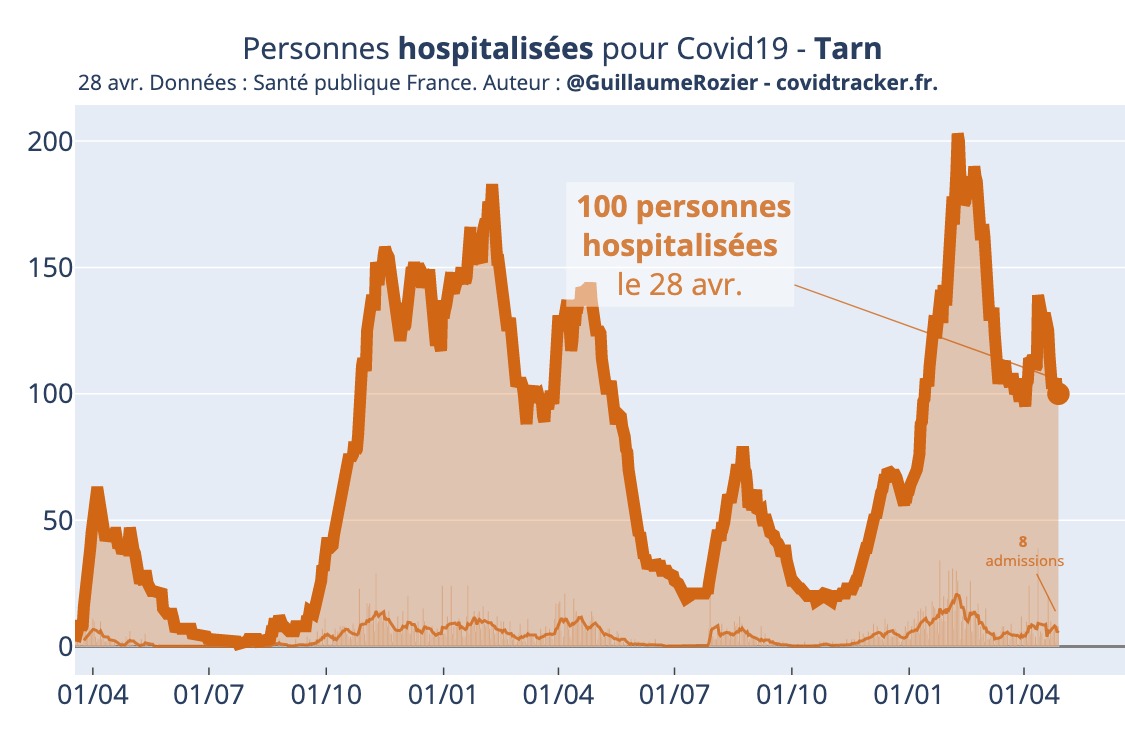 Personnes hospitalisées pour Covid19 - Tarn
28 avr. Données : Santé publique France. Auteur : @GuillaumeRozier - covidtracker.fr.
200
150
100
50
0
100 personnes
hospitalisées
le 28 avr.
8
admissions
01/04
01/07
01/10
01/01
01/04
01/07
01/10
01/01
01/04